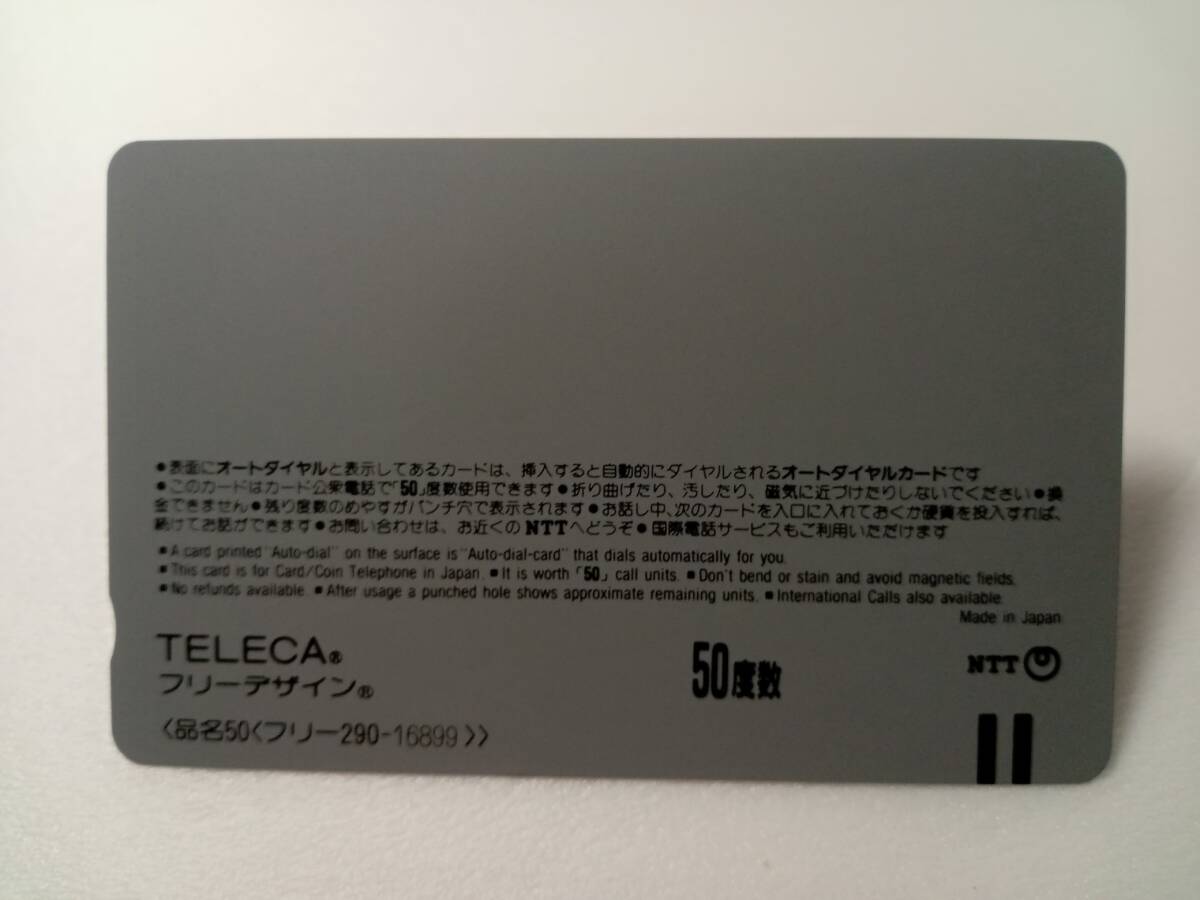 ●表面にオートダイヤルと表示してあるカードは、挿入すると自動的にダイヤルされるオートダイヤルカードです
●このカードはカード公衆電話で「50」度数使用できます●折り曲げたり、汚したり、磁気に近づけたりしないでください●換
金できません●残り度数のめやすがパンチ穴で表示されます●お話し中、次のカードを入口に入れておくか硬貨を投入すれば、
続けてお話ができます●お問い合わせは、お近くのNTTへどうぞ●国際電話サービスもご利用いただけます
■A card printed "Auto-dial" on the surface is "Auto-dial-card" that dials automatically for you.
■This card is for Card/Coin Telephone in Japan. ■It is worth「50」call units. ■Don't bend or stain and avoid magnetic fields.
■No refunds available. ■After usage a punched hole shows approximate remaining units. ■International Calls also available.
Made in Japan
TELECA®
フリーデザイン®
50度数
NTT
〈品名50〈フリー290-16899〉〉